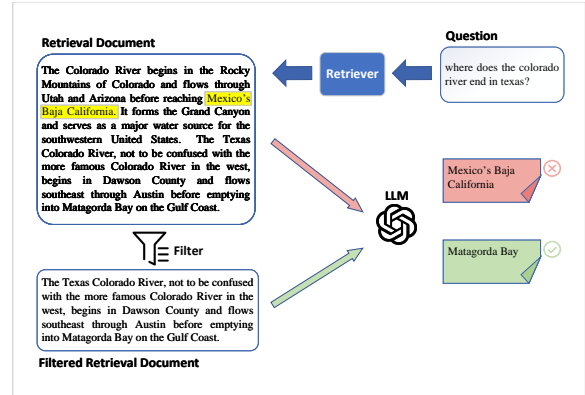 Retrieval Document
The Colorado River begins in the Rocky
Mountains of Colorado and flows through
Utah and Arizona before reaching Mexico's
Baja California. It forms the Grand Canyon
and serves as a major water source for the
southwestern United States. The Texas
Colorado River, not to be confused with the
more famous Colorado River in the west,
begins in Dawson County and flows
southeast through Austin before emptying
into Matagorda Bay on the Gulf Coast.
Retriever
Question
where does the colorado
river end in texas?
Filter
The Texas Colorado River, not to be confused
with the more famous Colorado River in the
west, begins in Dawson County and flows
southeast through Austin before emptying
into Matagorda Bay on the Gulf Coast.
Filtered Retrieval Document
LLM
Mexico's Baja
California
Matagorda Bay